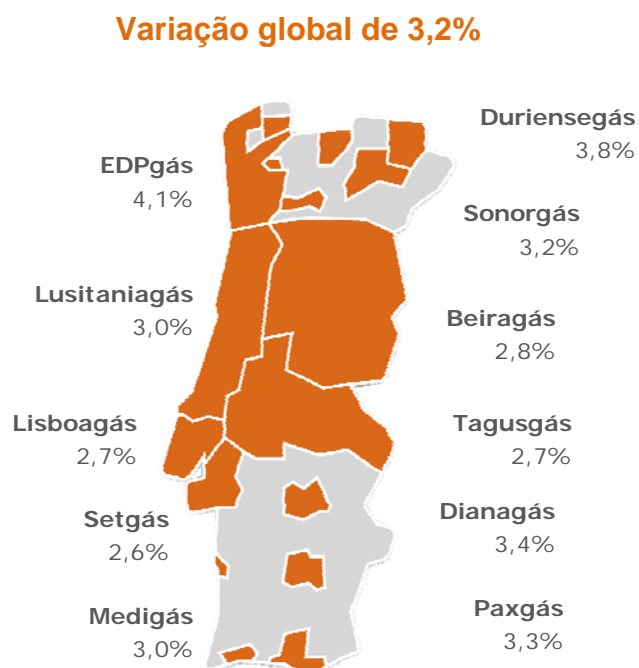 Variação global de 3,2%
Duriensegás
3,8%
EDPgás
4,1%
Sonorgás
3,2%
Lusitaniagás
3,0%
Beiragás
2,8%
Lisboagás
2,7%
Tagusgás
2,7%
Setgás
2,6%
Dianagás
3,4%
Medigás
3,0%
Paxgás
3,3%